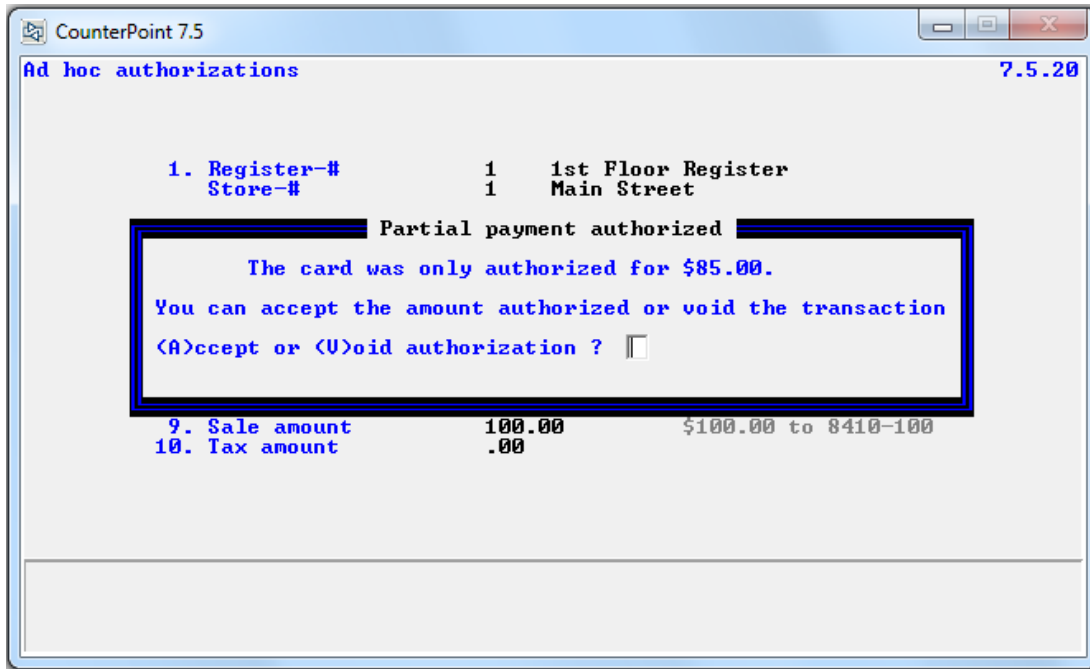 CounterPoint 7.5
Ad hoc authorizations 7.5.20
1. Register-# 1 1st Floor Register
Store-# 1 Main Street
Partial payment authorized
The card was only authorized for $85.00.
You can accept the amount authorized or void the transaction
(A)ccept or (V)oid authorization ?
9. Sale amount 100.00 $100.00 to 8410-100
10. Tax amount .00